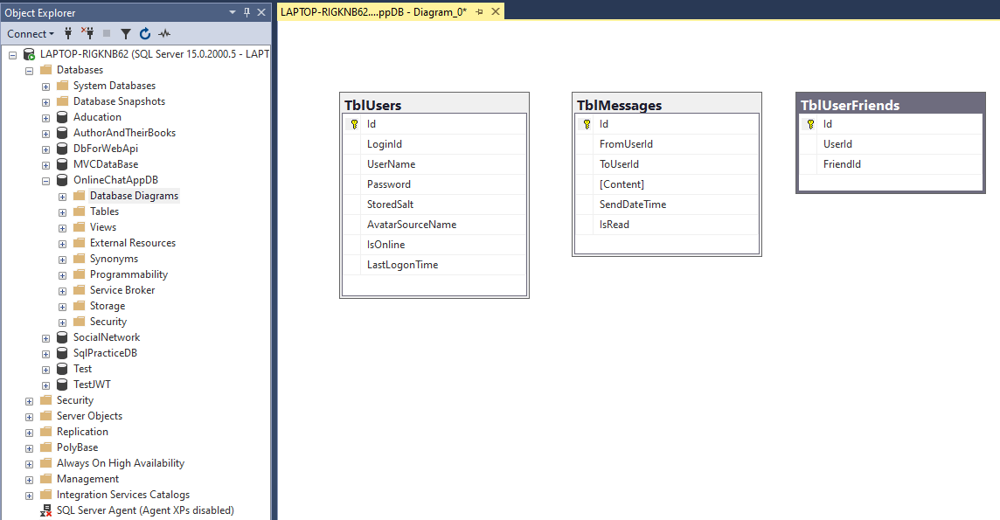 Object Explorer
Connect
LAPTOP-RIGKNB62 (SQL Server 15.0.2000.5 - LAPT
Databases
System Databases
Database Snapshots
Aducation
AuthorAndTheirBooks
DbForWebApi
MVCDataBase
OnlineChatAppDB
Database Diagrams
Tables
Views
External Resources
Synonyms
Programmability
Service Broker
Storage
Security
SocialNetwork
SqlPracticeDB
Test
TestJWT
Security
Server Objects
Replication
PolyBase
Always On High Availability
Management
Integration Services Catalogs
SQL Server Agent (Agent XPs disabled)
LAPTOP-RIGKNB62....ppDB - Diagram_0*
TblUsers
Id
LoginId
UserName
Password
StoredSalt
AvatarSourceName
IsOnline
LastLogonTime
TblMessages
Id
FromUserId
ToUserId
[Content]
SendDateTime
IsRead
TblUserFriends
Id
UserId
FriendId